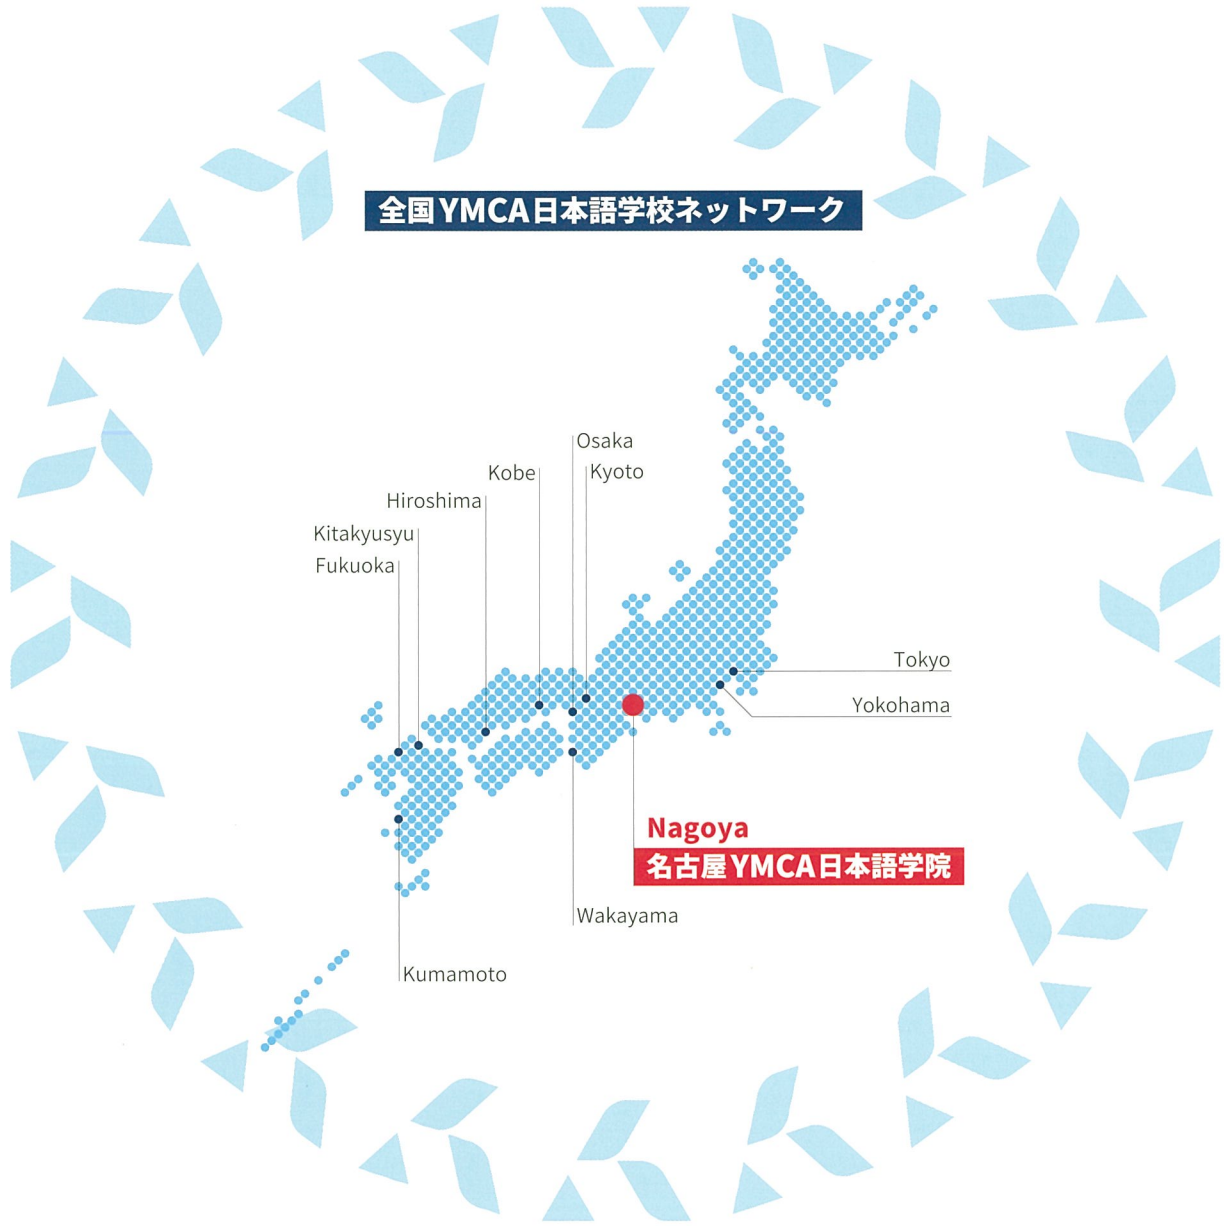 全国YMCA日本語学校ネットワーク
Osaka
Kobe
Kyoto
Hiroshima
Kitakyusyu
Fukuoka
Tokyo
Yokohama
Nagoya
名古屋YMCA日本語学院
Wakayama
Kumamoto